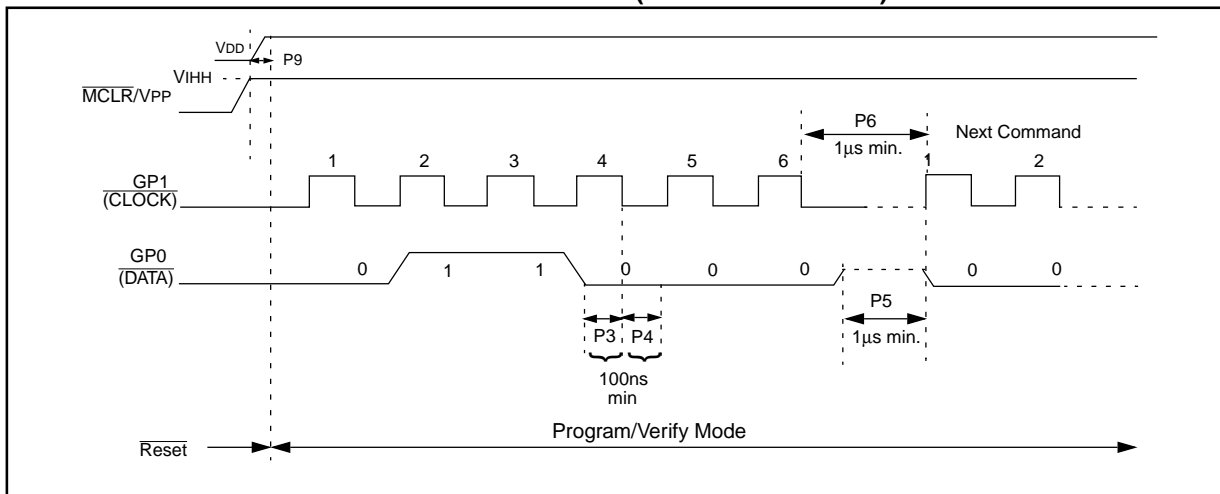 VDD
P9
VIHH
MCLR/VPP
P6
Next Command
1µs min.
1 2 3 4 5 6 1 2
GP1
(CLOCK)
GP0
(DATA)
0 1 1 0 0 0 0 0
P3 P4
P5
1µs min.
100ns
min
Program/Verify Mode
Reset